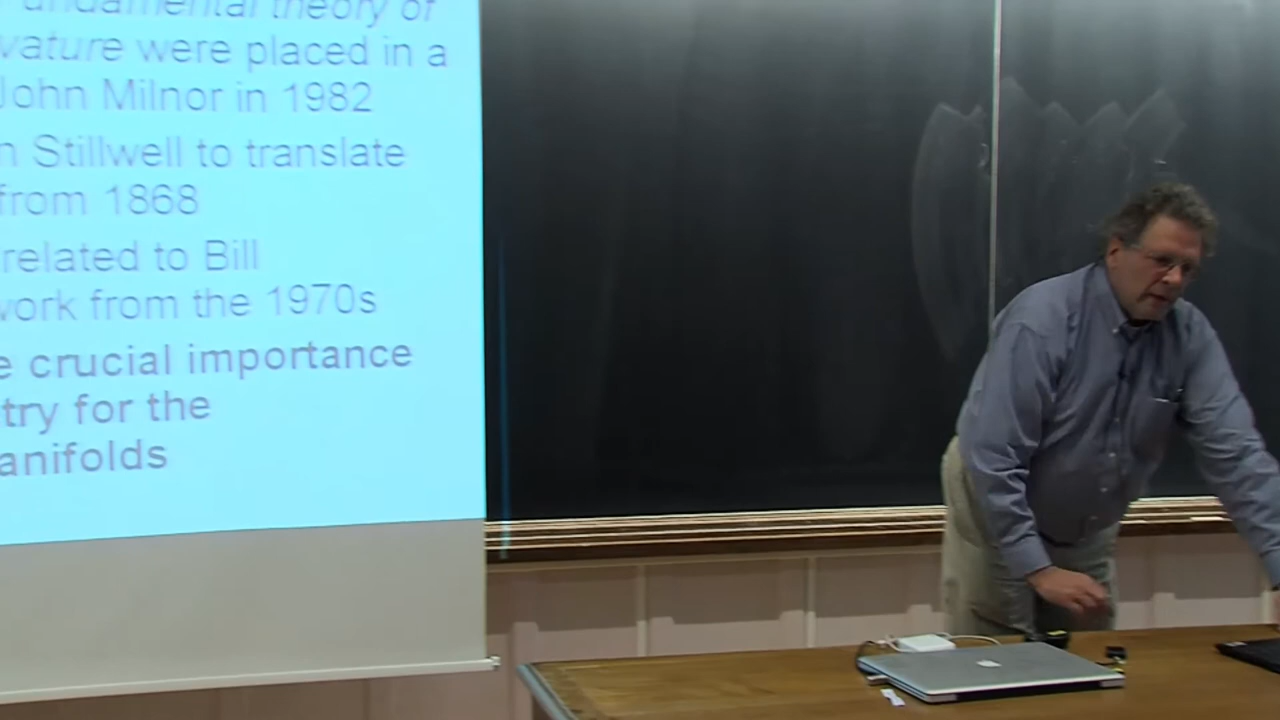 fundamental theory of
vature were placed in a
John Milnor in 1982
n Stillwell to translate
from 1868
related to Bill
work from the 1970s
e crucial importance
try for the
anifolds